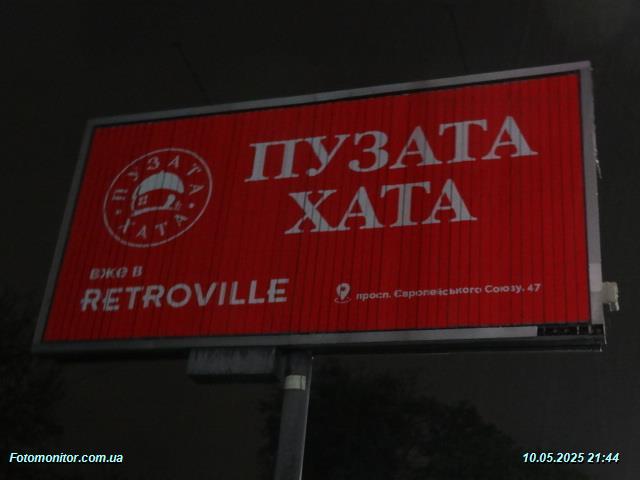 ПУЗАТА
ХАТА
ПУЗАТА
ХАТА
вже в
RETROVILLE
просп. Європейського Союзу, 47
Fotomonitor.com.ua
10.05.2025 21:44